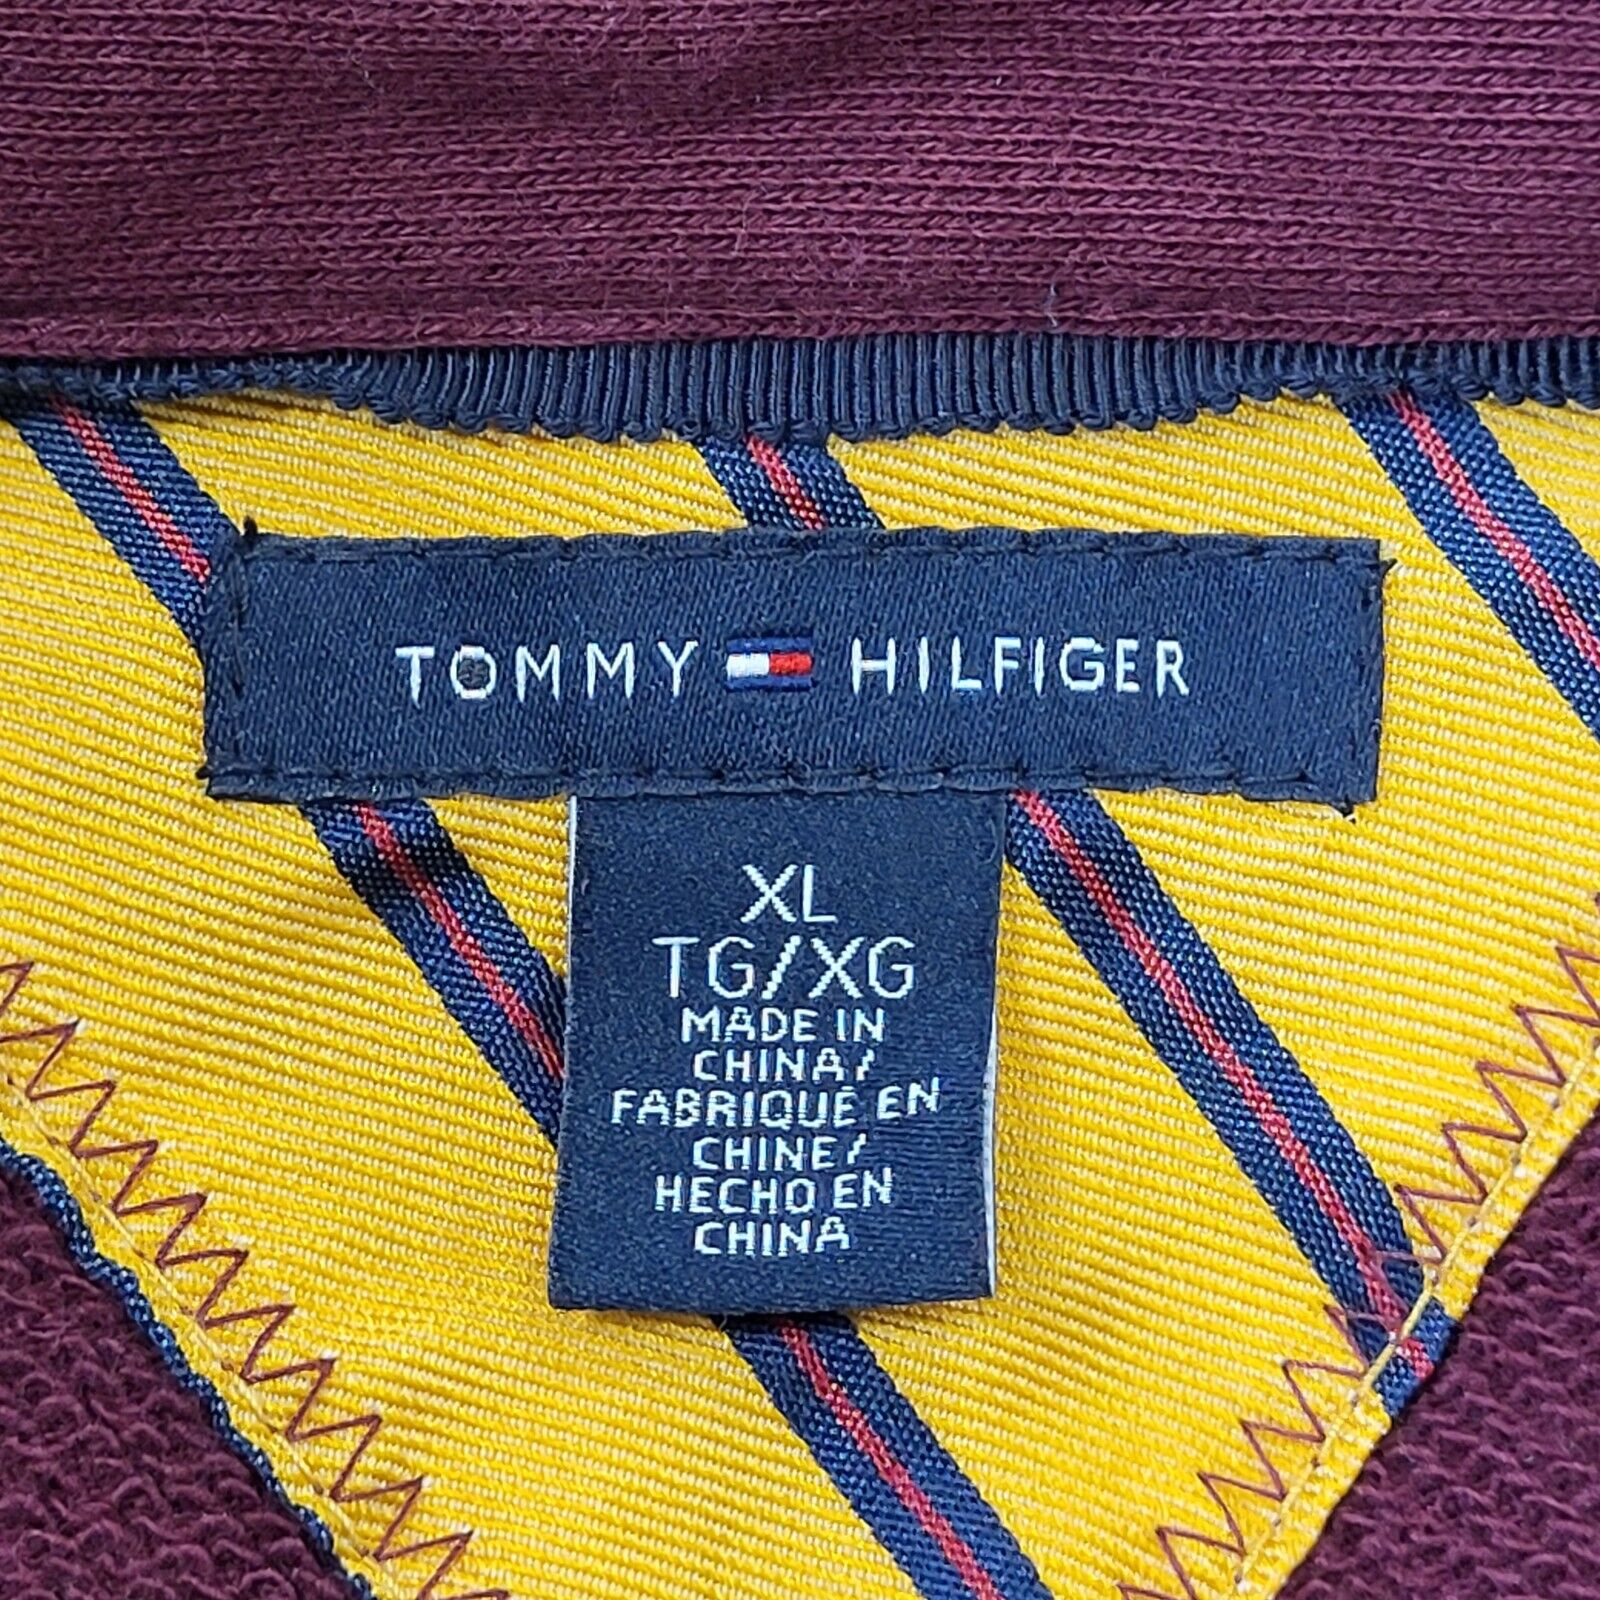 TOMMY HILFIGER
XL
TG/XG
MADE IN
CHINA/
FABRIQUÉ EN
CHINE/
HECHO EN
CHINA